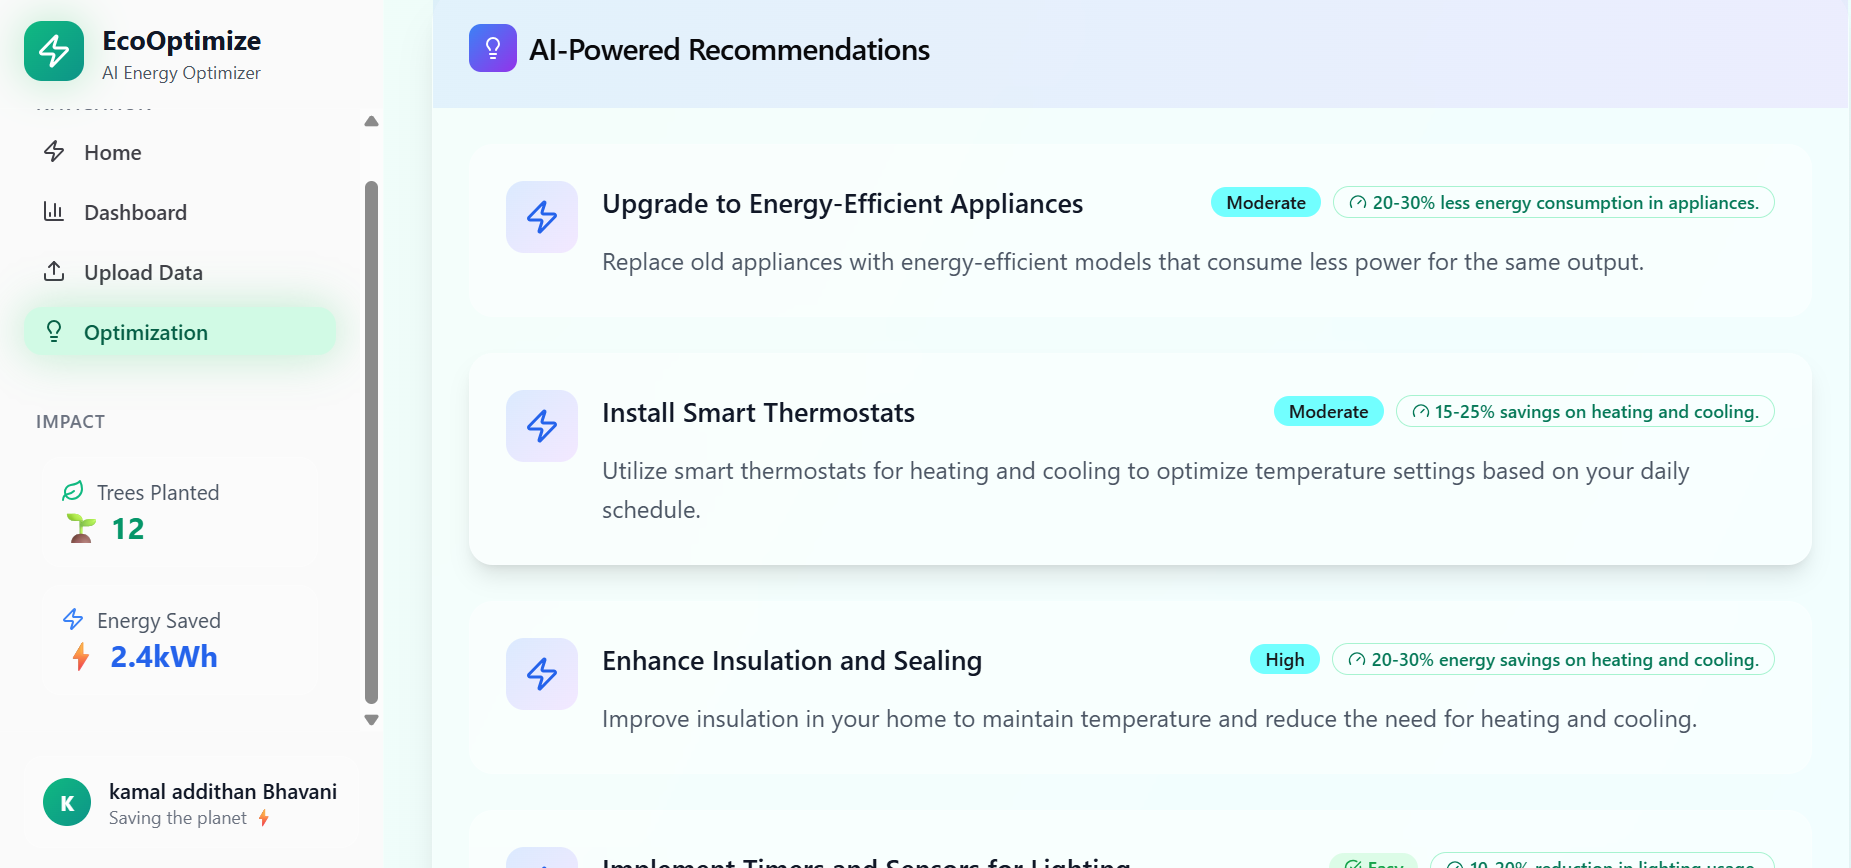 EcoOptimize
AI Energy Optimizer
NAVIGATION
Home
Dashboard
Upload Data
Optimization
IMPACT
Trees Planted
12
Energy Saved
2.4kWh
K
kamal addithan Bhavani
Saving the planet
AI-Powered Recommendations
Upgrade to Energy-Efficient Appliances
Moderate
20-30% less energy consumption in appliances.
Replace old appliances with energy-efficient models that consume less power for the same output.
Install Smart Thermostats
Moderate
15-25% savings on heating and cooling.
Utilize smart thermostats for heating and cooling to optimize temperature settings based on your daily
schedule.
Enhance Insulation and Sealing
High
20-30% energy savings on heating and cooling.
Improve insulation in your home to maintain temperature and reduce the need for heating and cooling.
Implement Timers and Sensors for Lighting
Easy
10-20% reduction in lighting usage.